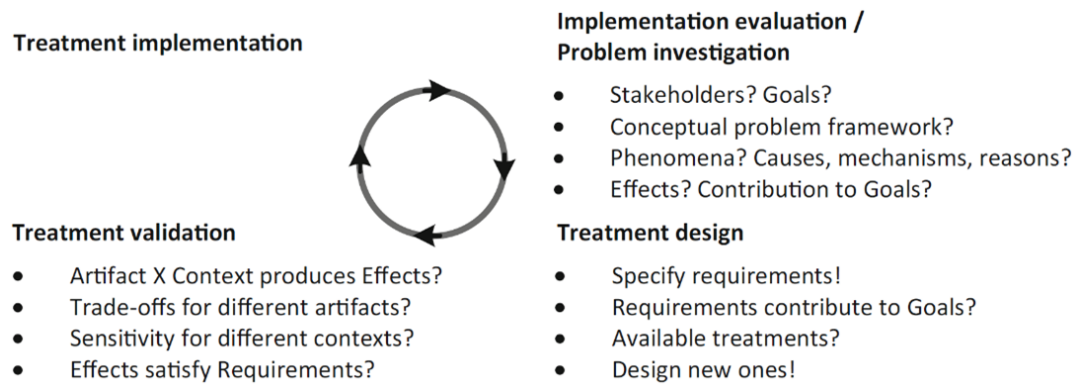 Treatment implementation
Implementation evaluation /
Problem investigation
• Stakeholders? Goals?
• Conceptual problem framework?
• Phenomena? Causes, mechanisms, reasons?
• Effects? Contribution to Goals?
Treatment validation
• Artifact X Context produces Effects?
• Trade-offs for different artifacts?
• Sensitivity for different contexts?
• Effects satisfy Requirements?
Treatment design
• Specify requirements!
• Requirements contribute to Goals?
• Available treatments?
• Design new ones!